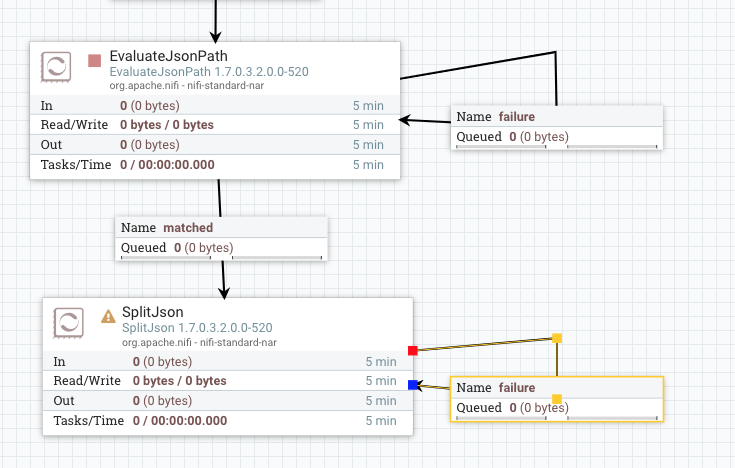 EvaluateJsonPath
EvaluateJsonPath 1.7.0.3.2.0.0-520
org.apache.nifi - nifi-standard-nar
In 0 (0 bytes) 5 min
Read/Write 0 bytes / 0 bytes 5 min
Out 0 (0 bytes) 5 min
Tasks/Time 0 / 00:00:00.000 5 min
Name failure
Queued 0 (0 bytes)
Name matched
Queued 0 (0 bytes)
SplitJson
SplitJson 1.7.0.3.2.0.0-520
org.apache.nifi - nifi-standard-nar
In 0 (0 bytes) 5 min
Read/Write 0 bytes / 0 bytes 5 min
Out 0 (0 bytes) 5 min
Tasks/Time 0 / 00:00:00.000 5 min
Name failure
Queued 0 (0 bytes)